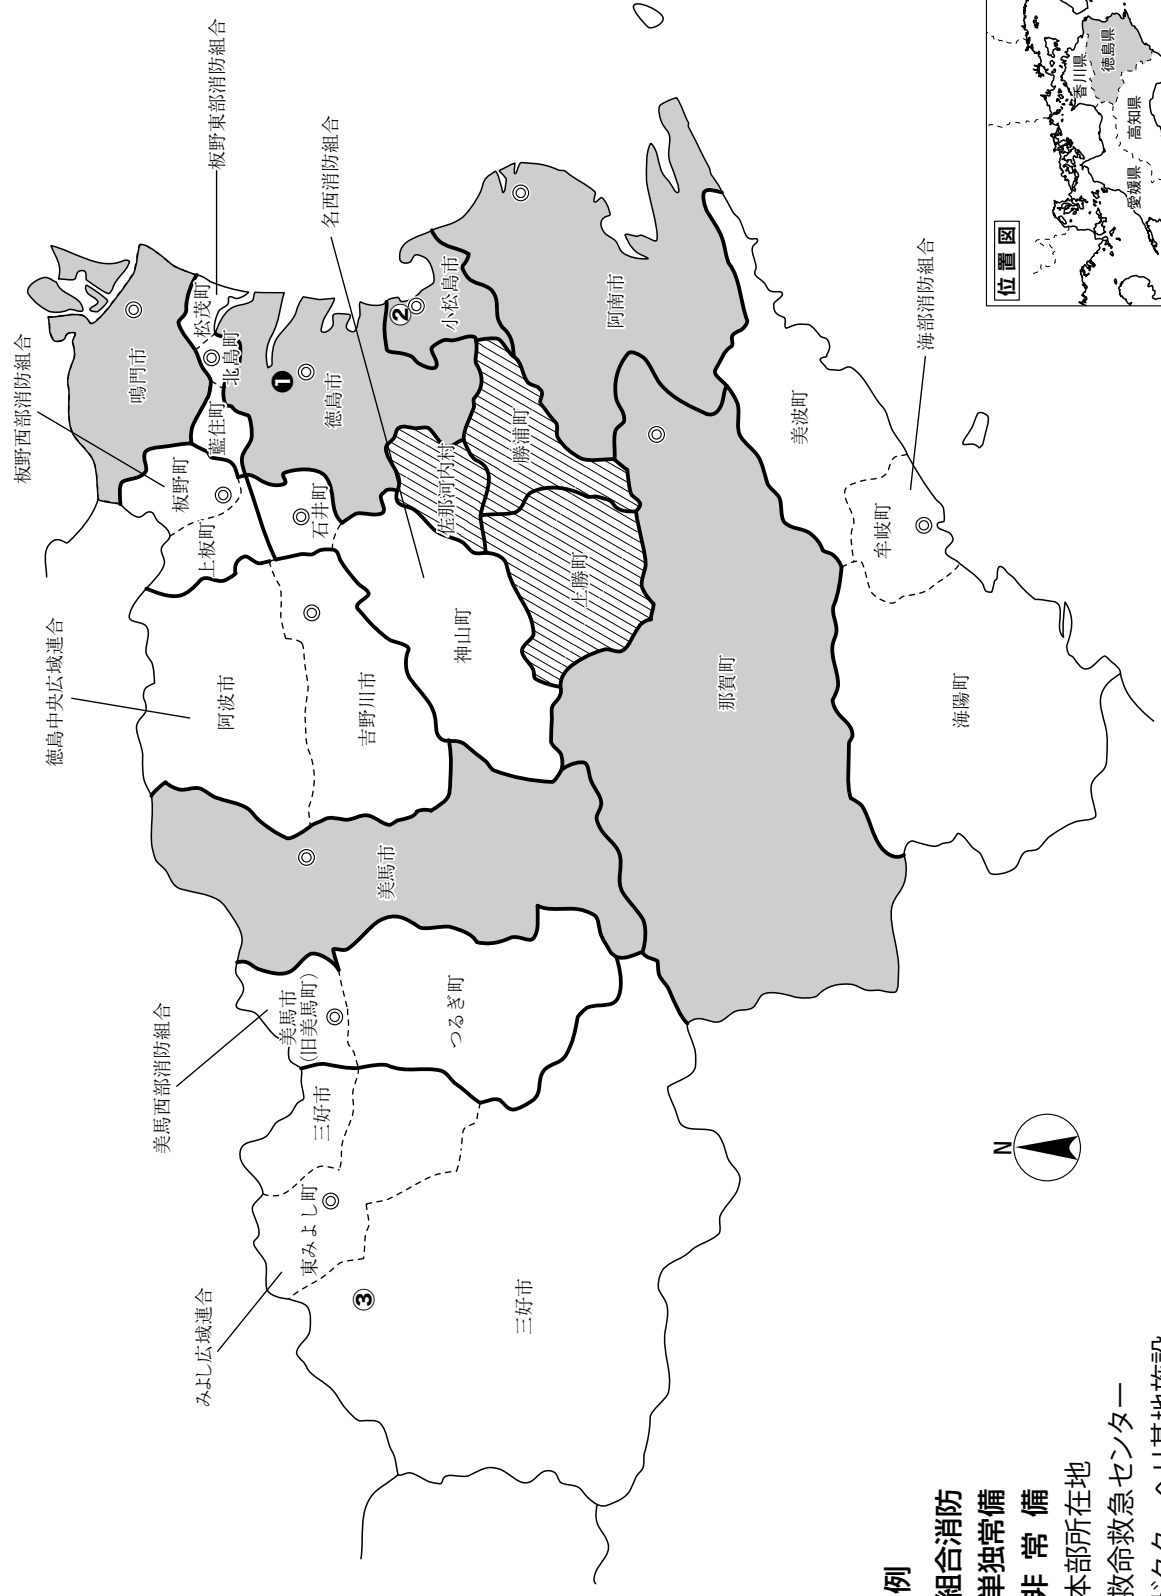 板野東部消防組合
名西消防組合
板野西部消防組合
海部消防組合
徳島中央広域連合
美馬西部消防組合
みよし広域連合
鳴門市
松茂町
北島町
藍住町
板野町
上板町
徳島市
石井町
小松島市
阿南市
佐那河内村
勝浦町
上勝町
神山町
阿波市
吉野川市
那賀町
美波町
牟岐町
海陽町
美馬市
美馬市
(旧美馬町)
つるぎ町
三好市
東みよし町
三好市
❶
②
③
N
位置図
香川県
徳島県
愛媛県
高知県
例
組合消防
単独常備
非常備
本部所在地
救命救急センター